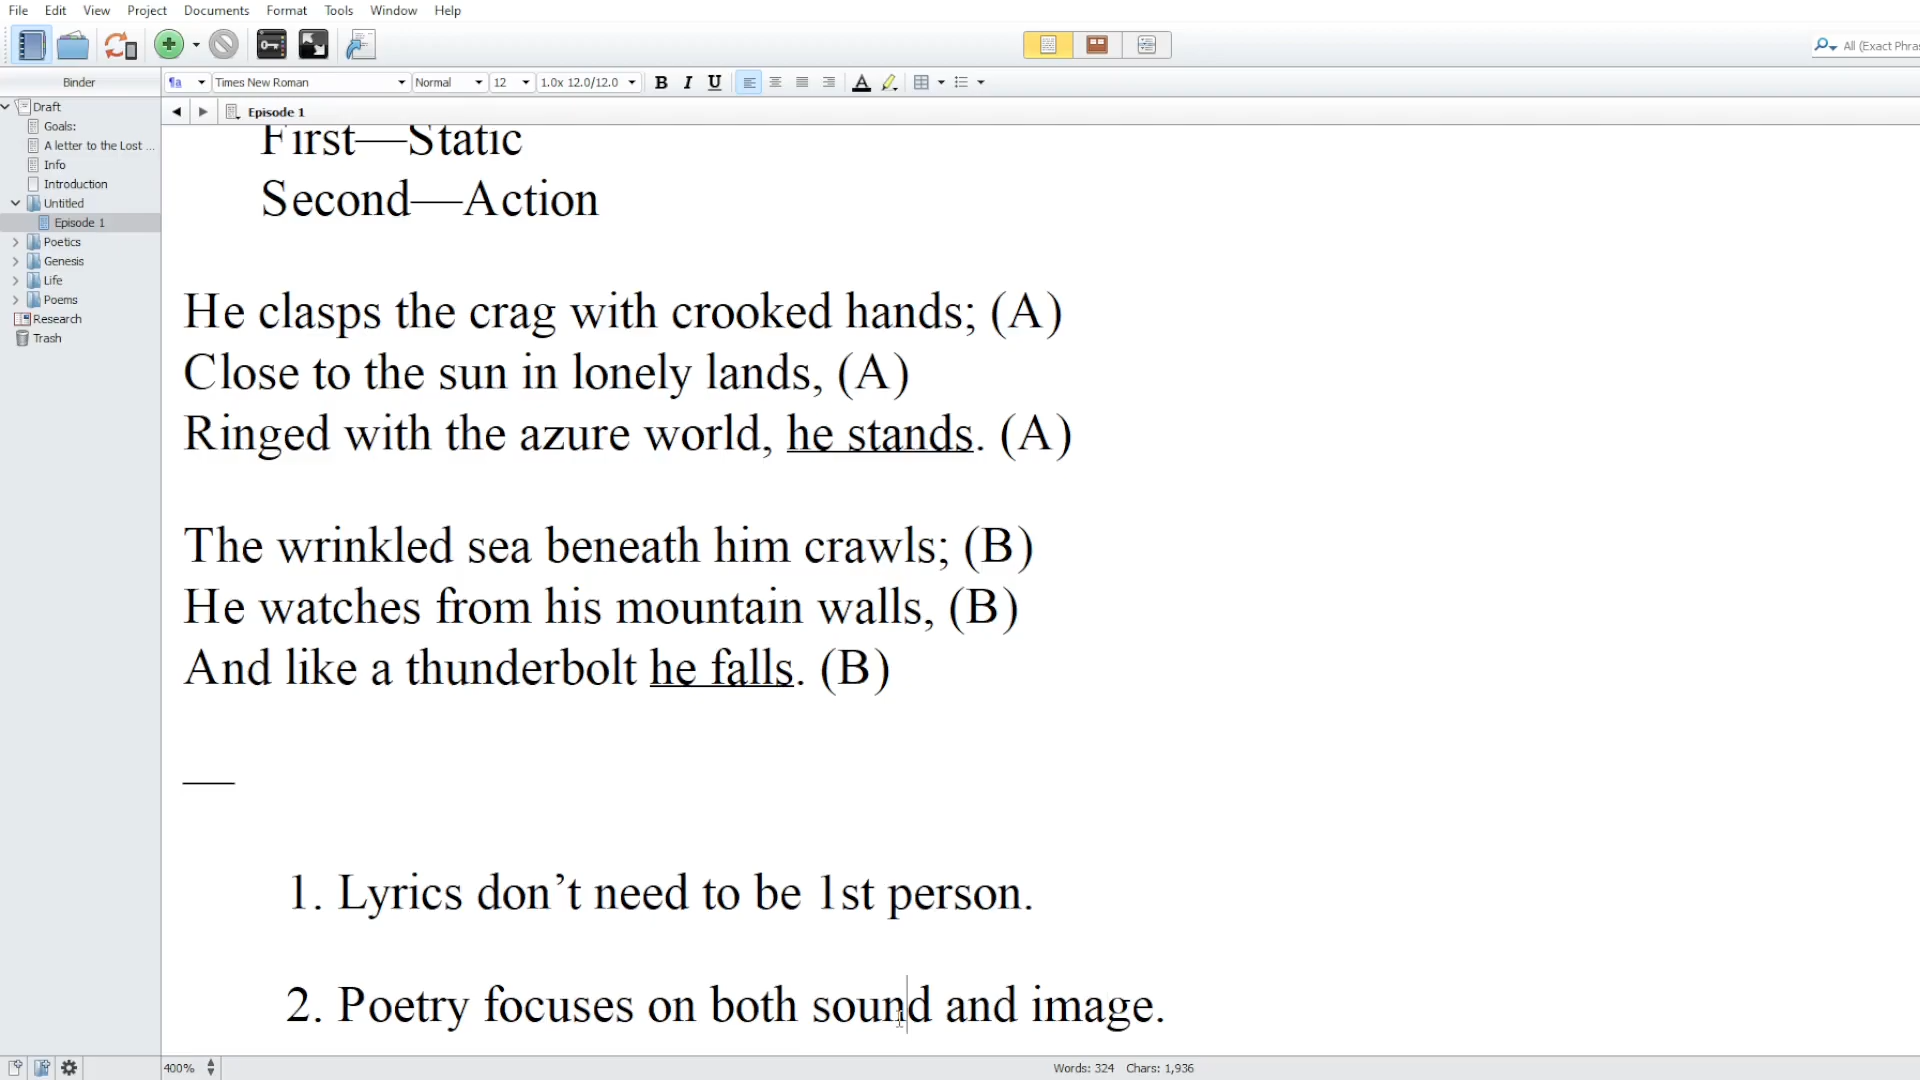 File Edit View Project Documents Format Tools Window Help
All (Exact Phras
Binder
Times New Roman Normal 12 1.0x 12.0/12.0 B I U A
Episode 1
Draft
Goals:
A letter to the Lost ...
Info
Introduction
Untitled
Episode 1
Poetics
Genesis
Life
Poems
Research
Trash
First—Static
Second—Action
He clasps the crag with crooked hands; (A)
Close to the sun in lonely lands, (A)
Ringed with the azure world, he stands. (A)
The wrinkled sea beneath him crawls; (B)
He watches from his mountain walls, (B)
And like a thunderbolt he falls. (B)
1. Lyrics don’t need to be 1st person.
2. Poetry focuses on both sound and image.
400% Words: 324 Chars: 1,936